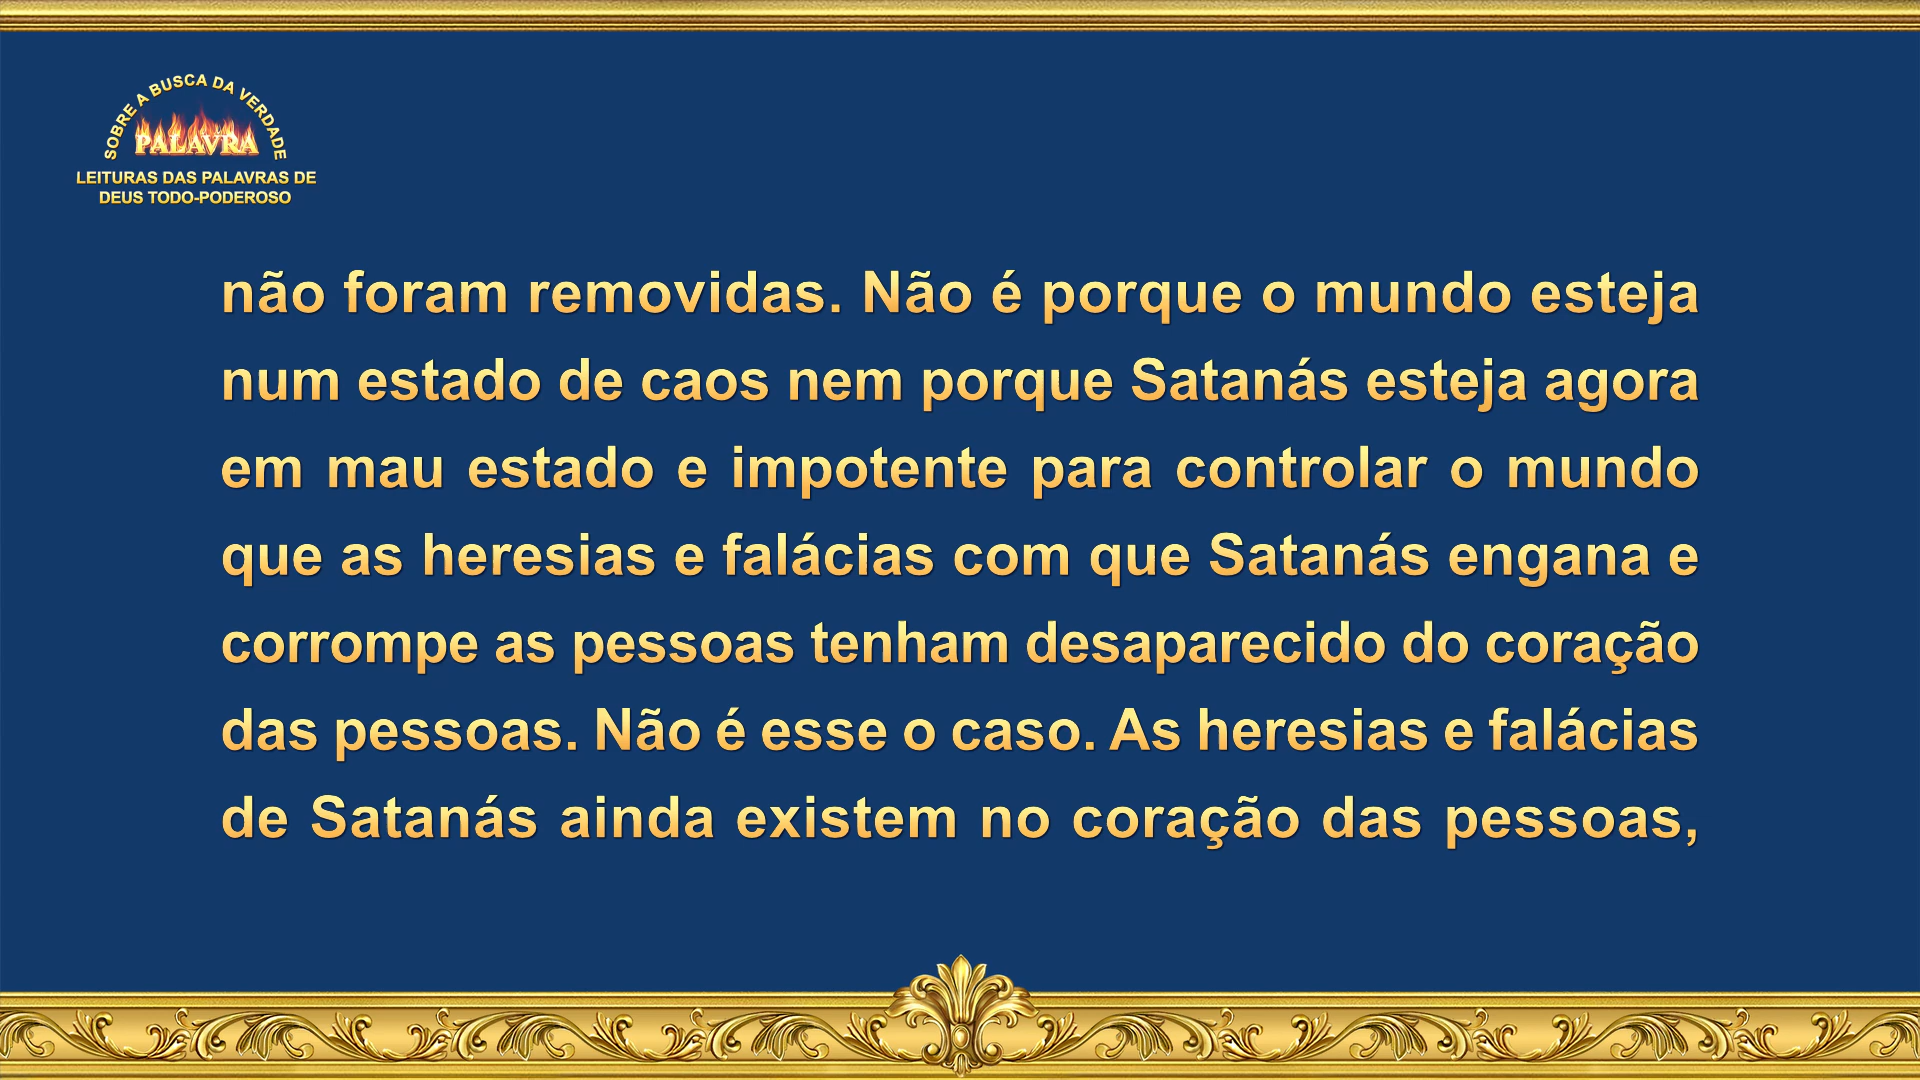 SOBRE A BUSCA DA VERDADE
PALAVRA
LEITURAS DAS PALAVRAS DE
DEUS TODO-PODEROSO
não foram removidas. Não é porque o mundo esteja
num estado de caos nem porque Satanás esteja agora
em mau estado e impotente para controlar o mundo
que as heresias e falácias com que Satanás engana e
corrompe as pessoas tenham desaparecido do coração
das pessoas. Não é esse o caso. As heresias e falácias
de Satanás ainda existem no coração das pessoas,